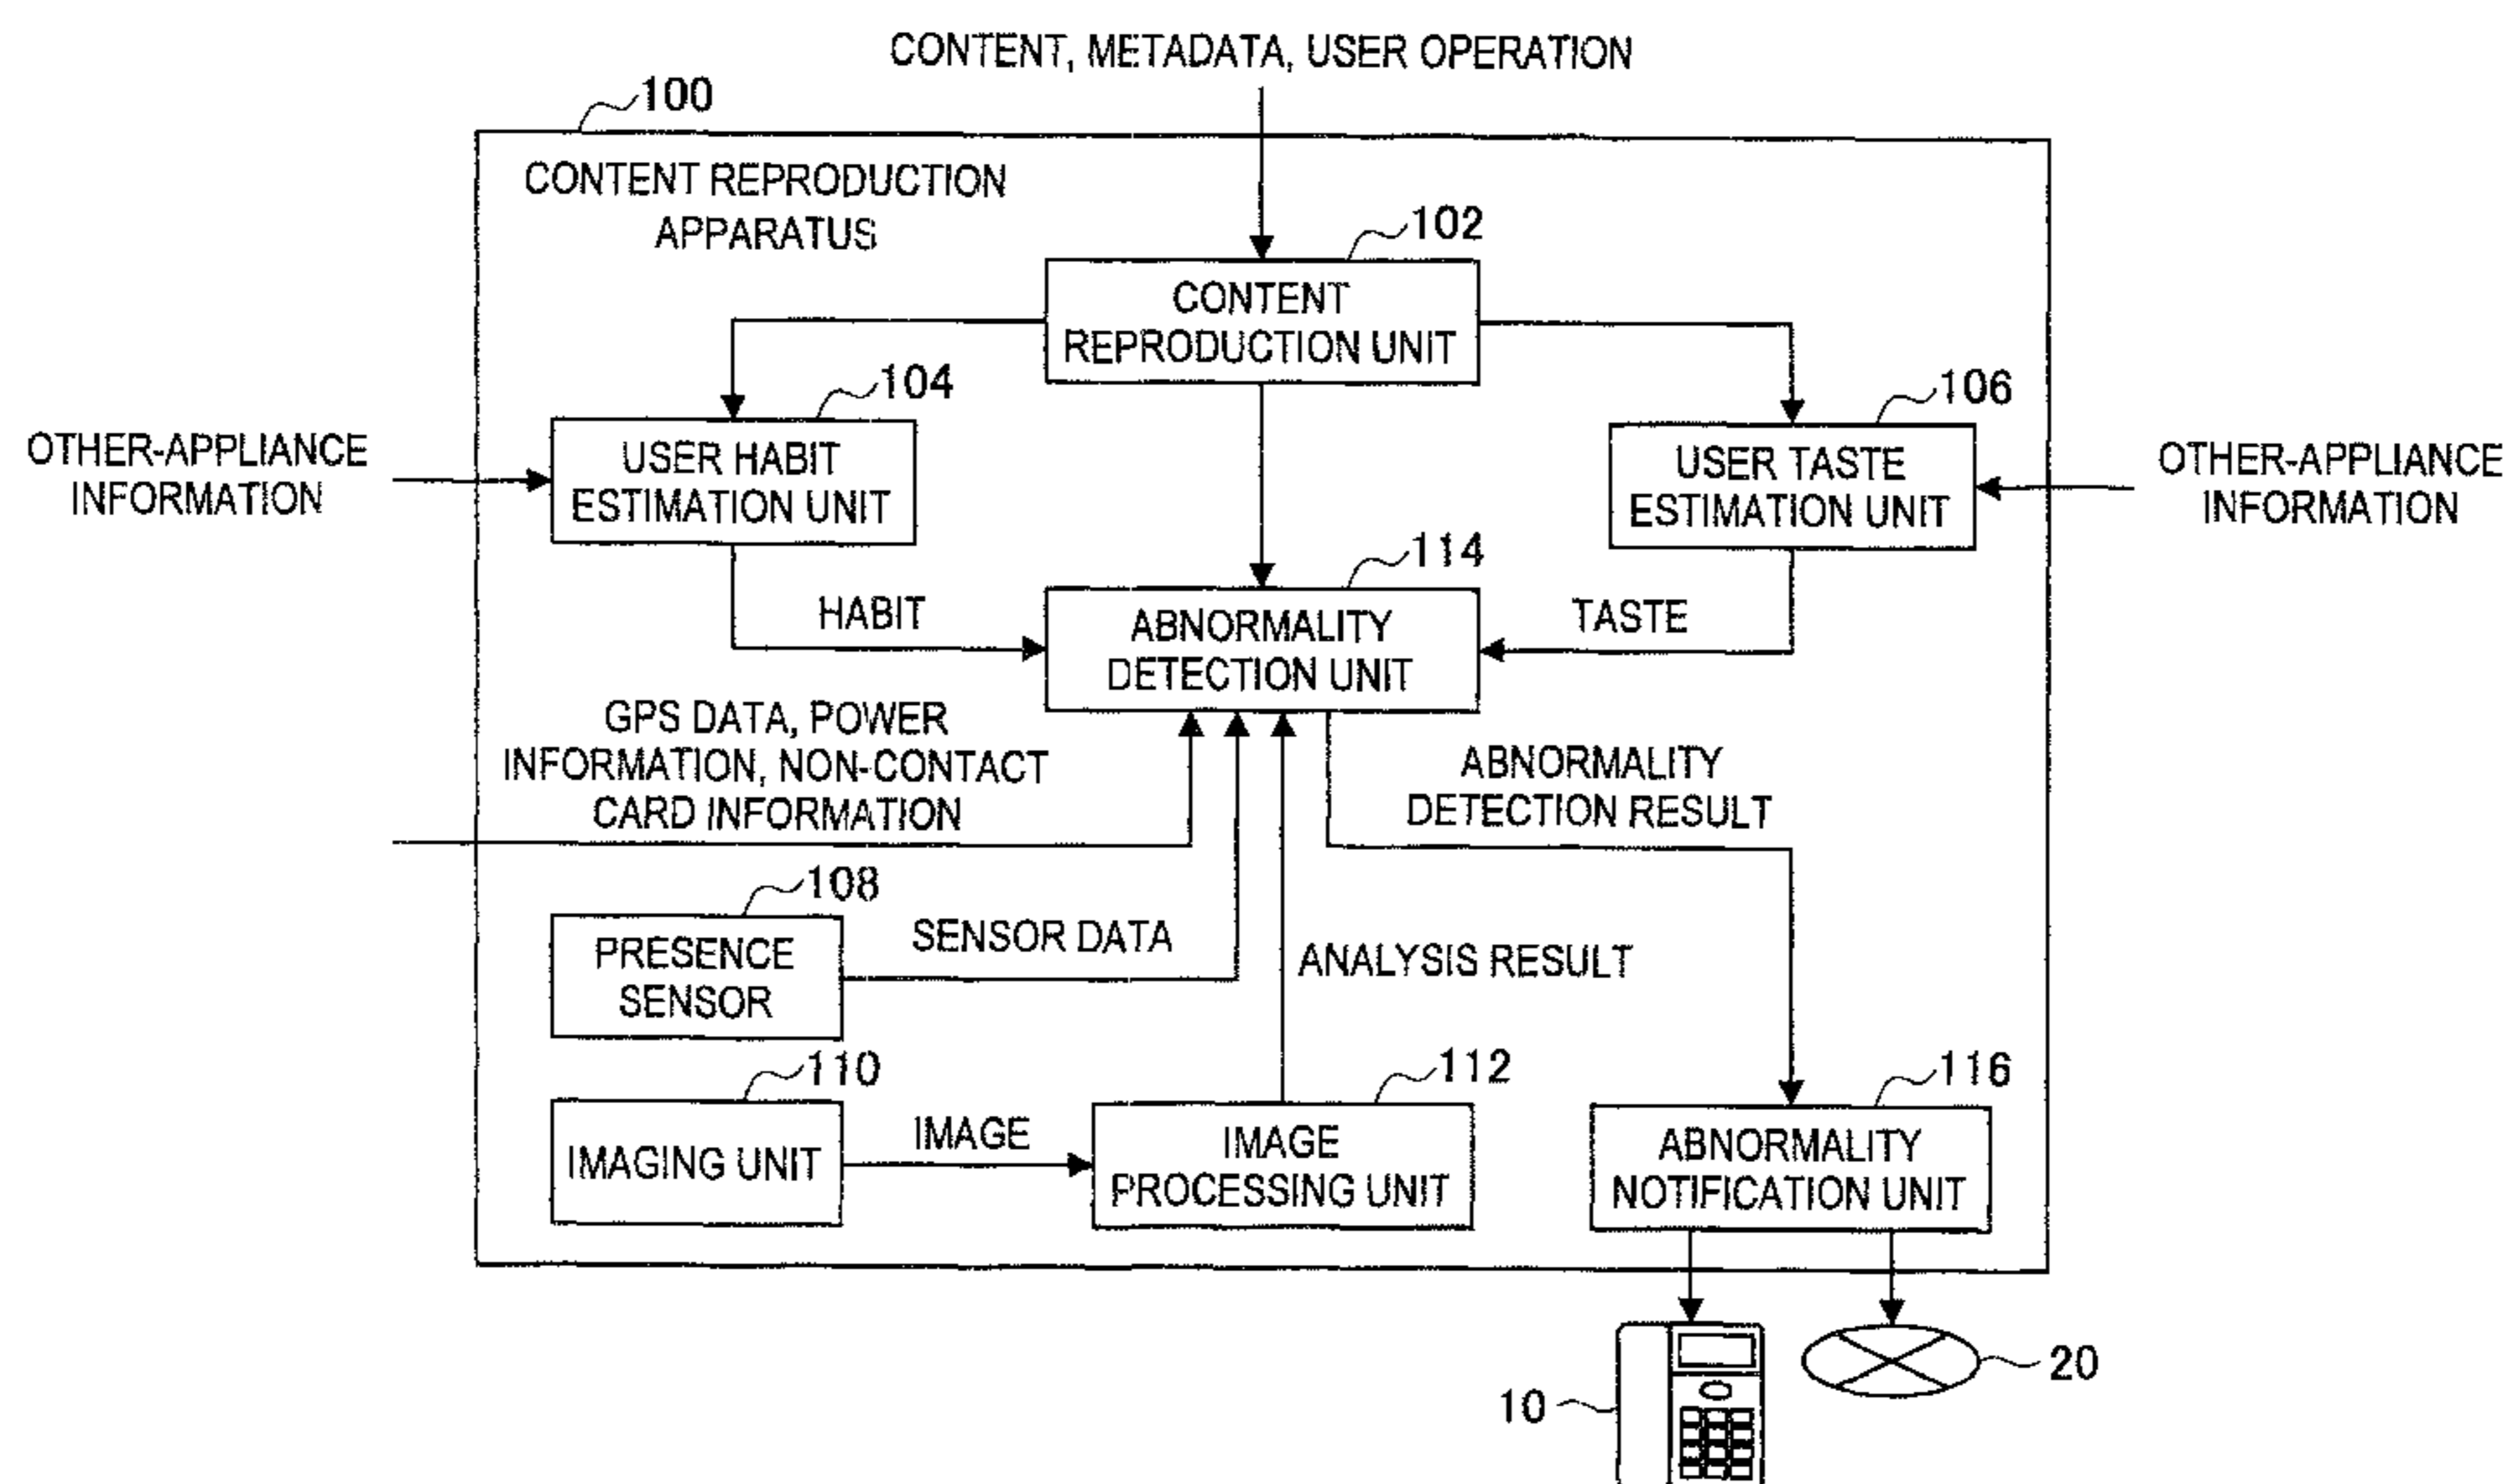 CONTENT, METADATA, USER OPERATION
100
CONTENT REPRODUCTION
APPARATUS
102
CONTENT
REPRODUCTION UNIT
104
106
OTHER-APPLIANCE
INFORMATION
USER HABIT
ESTIMATION UNIT
USER TASTE
ESTIMATION UNIT
OTHER-APPLIANCE
INFORMATION
114
HABIT
ABNORMALITY
DETECTION UNIT
TASTE
GPS DATA, POWER
INFORMATION, NON-CONTACT
CARD INFORMATION
ABNORMALITY
DETECTION RESULT
108
PRESENCE
SENSOR
SENSOR DATA
ANALYSIS RESULT
110
IMAGING UNIT
IMAGE
112
IMAGE
PROCESSING UNIT
116
ABNORMALITY
NOTIFICATION UNIT
10
20